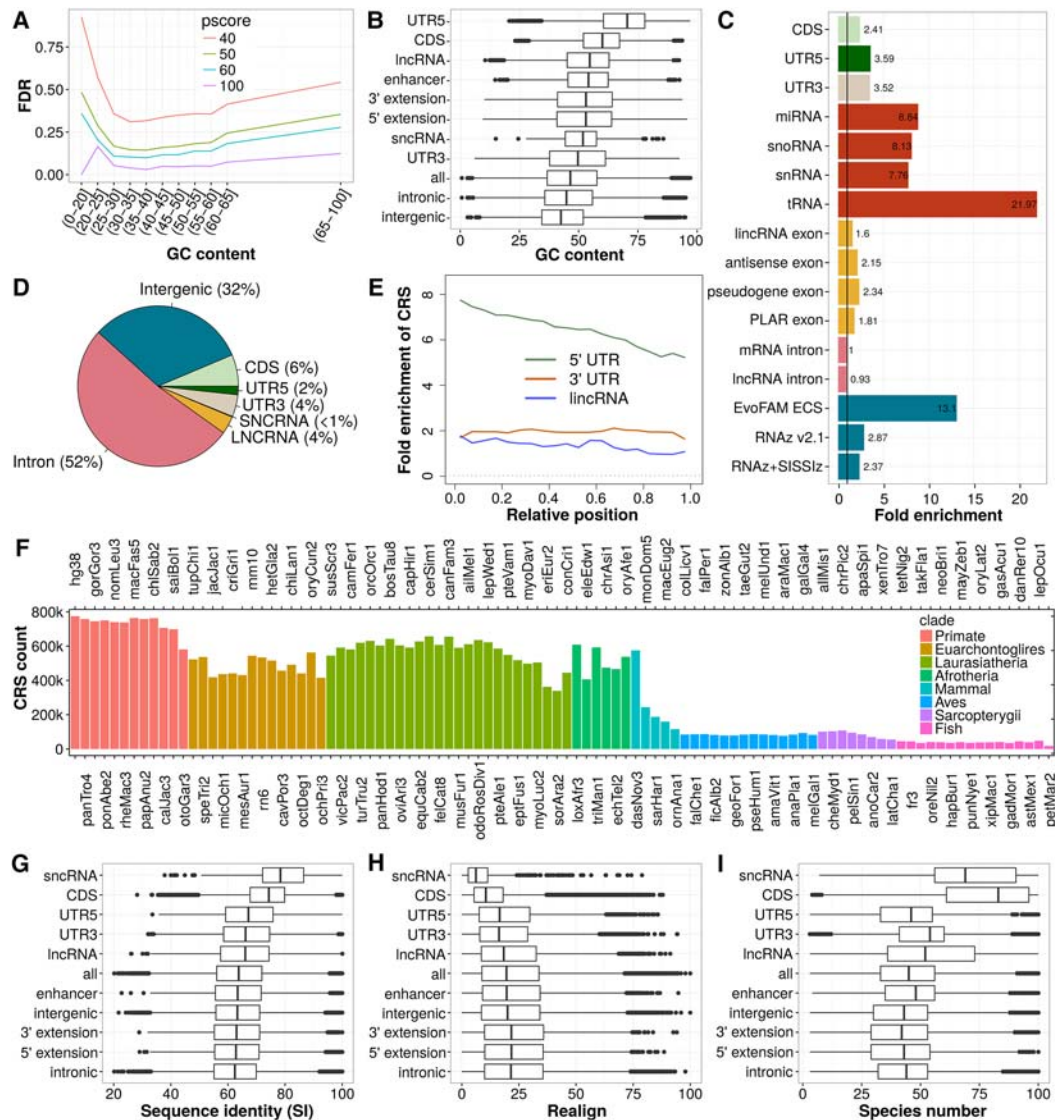 A
pscore
40
50
60
100
FDR
0.75
0.50
0.25
0.00
(0−20]
(20−25]
(25−30]
(30−35]
(35−40]
(40−45]
(45−50]
(50−55]
(55−60]
(60−65]
(65−100]
GC content
B
UTR5
CDS
lncRNA
enhancer
3' extension
5' extension
sncRNA
UTR3
all
intronic
intergenic
0 25 50 75 100
GC content
C
CDS 2.41
UTR5 3.59
UTR3 3.52
miRNA 8.84
snoRNA 8.13
snRNA 7.76
tRNA 21.97
lincRNA exon 1.6
antisense exon 2.15
pseudogene exon 2.34
PLAR exon 1.81
mRNA intron 1
lncRNA intron 0.93
EvoFAM ECS 13.1
RNAz v2.1 2.87
RNAz+SISSIz 2.37
0 10 20
Fold enrichment
D
Intergenic (32%)
CDS (6%)
UTR5 (2%)
UTR3 (4%)
SNCRNA (<1%)
LNCRNA (4%)
Intron (52%)
E
Fold enrichment of CRS
8
6
4
2
0
5' UTR
3' UTR
lincRNA
0.0 0.2 0.4 0.6 0.8 1.0
Relative position
F
hg38 gorGor3 nomLeu3 macFas5 chlSab2 saiBol1 tupChi1 jacJac1 criGri1 mm10 hetGla2 chiLan1 oryCun2 susScr3 camFer1 orcOrc1 bosTau8 capHir1 cerSim1 canFam3 ailMel1 lepWed1 pteVam1 myoDav1 eriEur2 conCri1 eleEdw1 chrAsi1 oryAfe1 monDom5 macEug2 colLicv1 falPer1 zonAlb1 taeGut2 melUnd1 araMac1 galGal4 allMis1 chrPic2 apaSpi1 xenTro7 tetNig2 takFla1 neoBri1 mayZeb1 oryLat2 gasAcu1 danRer10 lepOcu1
CRS count
800k
600k
400k
200k
0
clade
Primate
Euarchontoglires
Laurasiatheria
Afrotheria
Mammal
Aves
Sarcopterygii
Fish
panTro4 ponAbe2 rheMac3 papAnu2 calJac3 otoGar3 speTri2 micOch1 mesAur1 rn6 cavPor3 octDeg1 ochPri3 vicPac2 turTru2 panHod1 oviAri3 equCab2 felCat8 musFur1 odoRosDiv1 pteAle1 eptFus1 myoLuc2 sorAra2 loxAfr3 triMan1 echTel2 dasNov3 sarHar1 ornAna1 falChe1 ficAlb2 geoFor1 pseHum1 amaVit1 anaPla1 melGal1 cheMyd1 pelSin1 anoCar2 latCha1 fr3 oreNil2 hapBur1 punNye1 xipMac1 gadMor1 astMex1 petMar2
G
sncRNA
CDS
UTR5
UTR3
lncRNA
all
enhancer
intergenic
3' extension
5' extension
intronic
20 40 60 80 100
Sequence identity (SI)
H
sncRNA
CDS
UTR5
UTR3
lncRNA
all
enhancer
intergenic
3' extension
5' extension
intronic
0 25 50 75 100
Realign
I
sncRNA
CDS
UTR5
UTR3
lncRNA
all
enhancer
intergenic
3' extension
5' extension
intronic
0 25 50 75 100
Species number